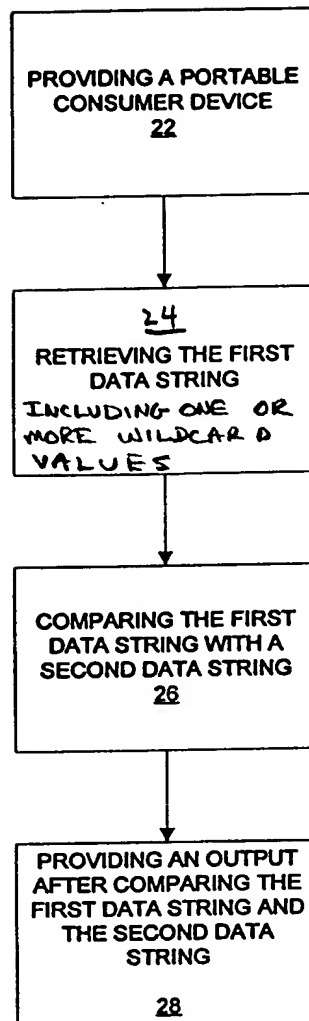 PROVIDING A PORTABLE
CONSUMER DEVICE
22
24
RETRIEVING THE FIRST
DATA STRING
INCLUDING ONE OR
MORE WILDCARD
VALUES
COMPARING THE FIRST
DATA STRING WITH A
SECOND DATA STRING
26
PROVIDING AN OUTPUT
AFTER COMPARING THE
FIRST DATA STRING AND
THE SECOND DATA
STRING
28